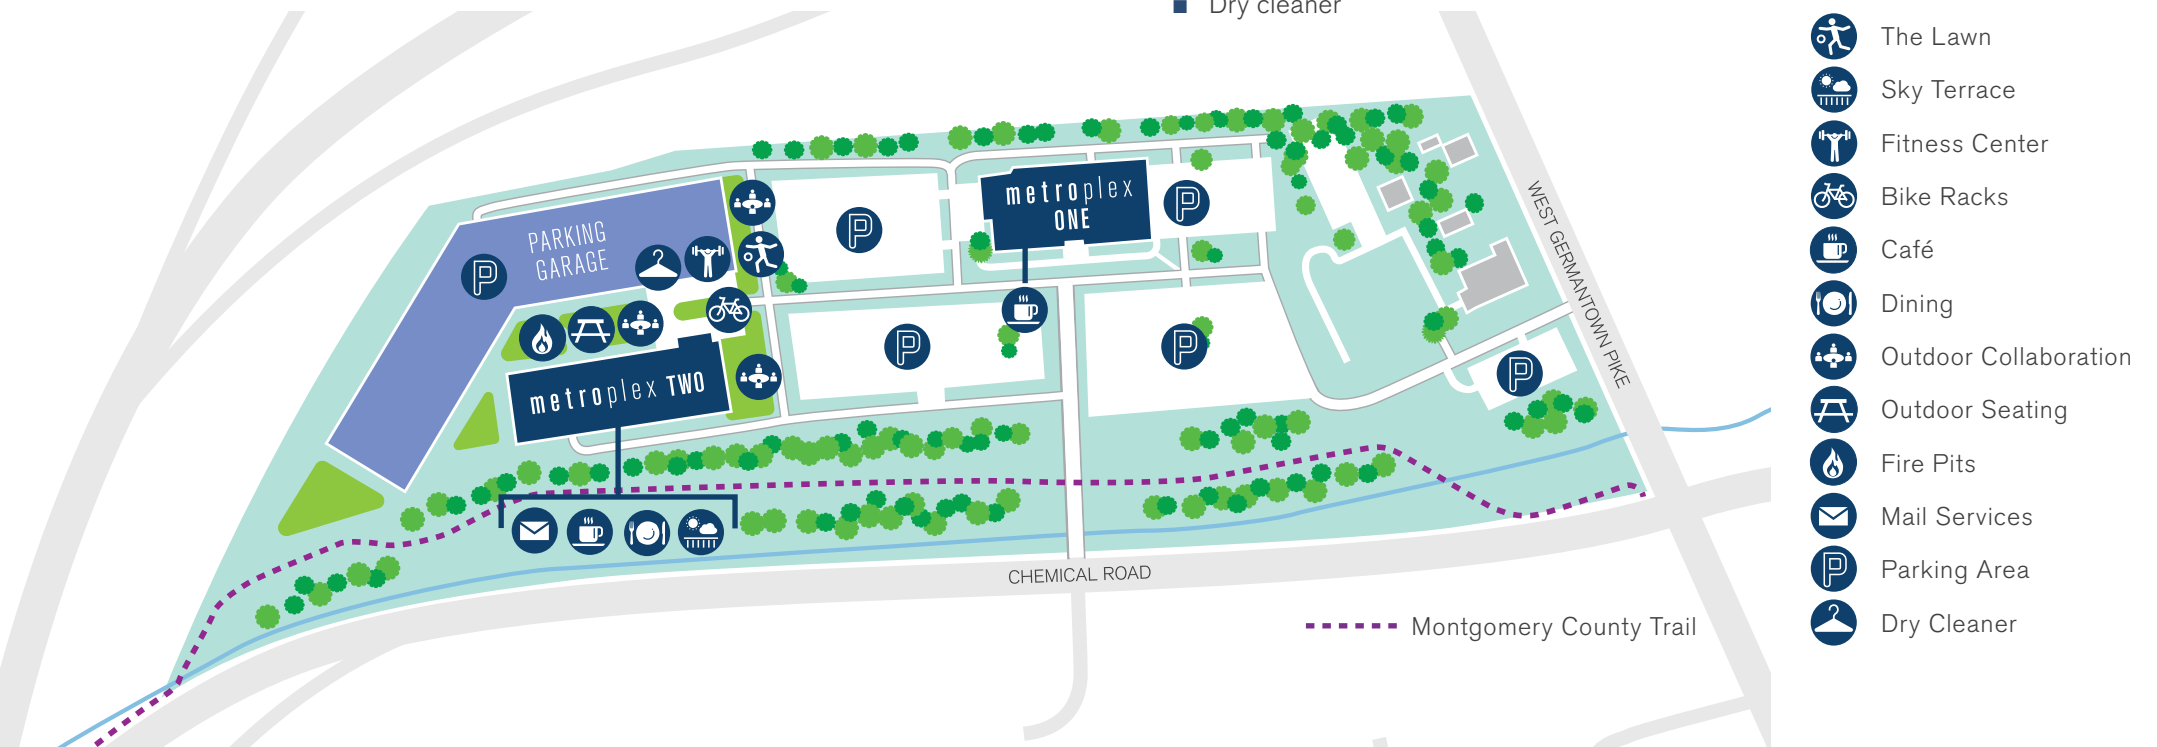 Dry cleaner
The Lawn
Sky Terrace
Fitness Center
Bike Racks
Café
Dining
Outdoor Collaboration
Outdoor Seating
Fire Pits
Mail Services
Parking Area
Dry Cleaner
PARKING
GARAGE
P
P
metroplex
ONE
P
WEST GERMANTOWN PIKE
metroplex TWO
P
P
P
CHEMICAL ROAD
Montgomery County Trail
P